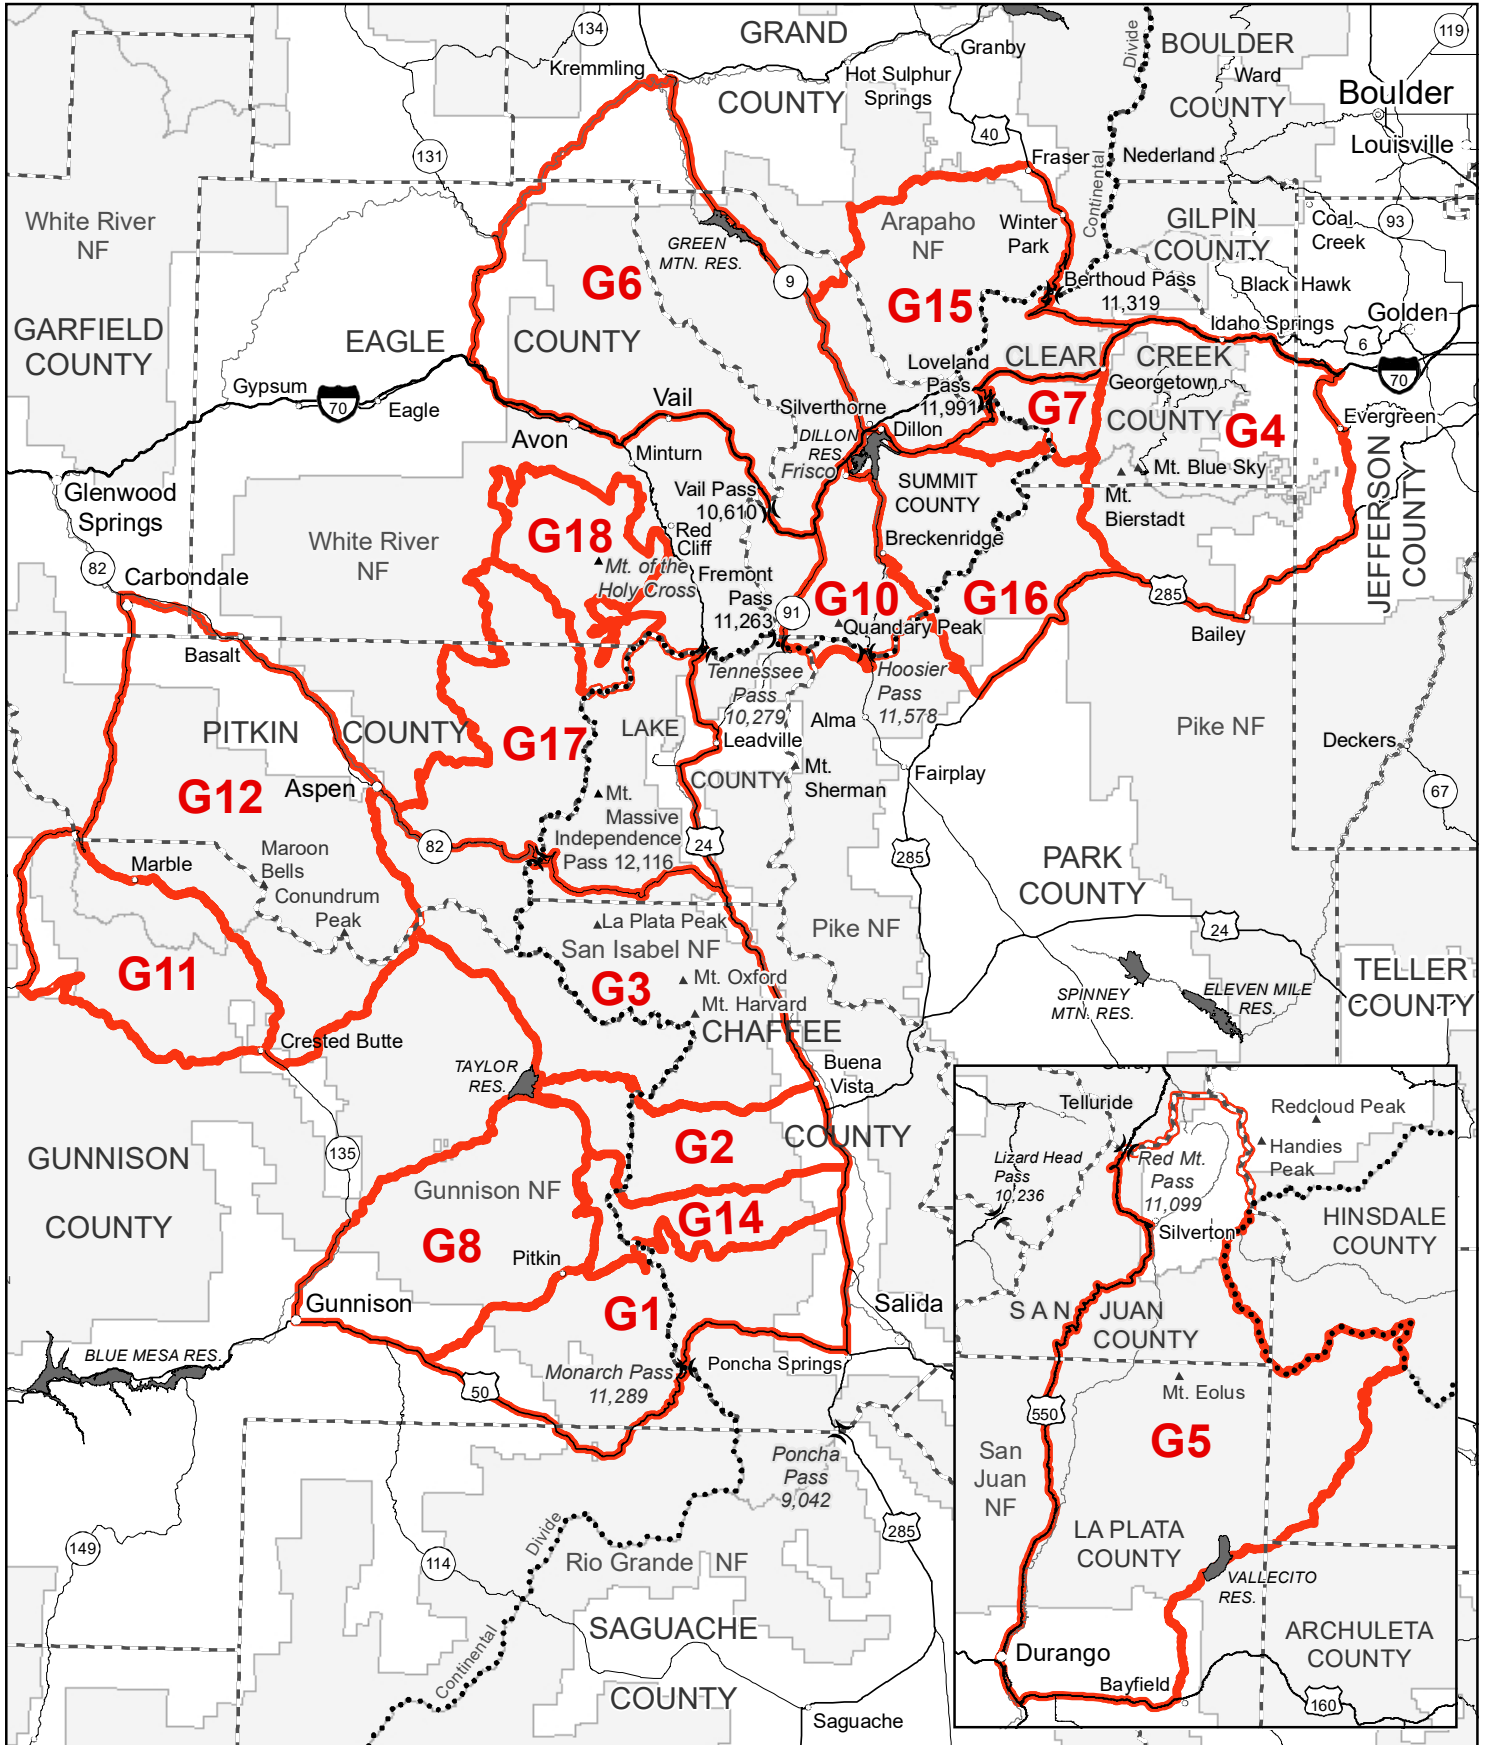 134
GRAND
COUNTY
Granby
Divide
BOULDER
COUNTY
119
Kremmling
Hot Sulphur
Springs
Ward
Boulder
Louisville
40
131
Fraser
Nederland
Continental
White River
NF
Arapaho
NF
Winter
Park
GILPIN
COUNTY
Coal
Creek
93
GREEN
MTN. RES.
G6
9
G15
Berthoud Pass
11,319
Black Hawk
Golden
GARFIELD
COUNTY
EAGLE
COUNTY
Idaho Springs
6
Loveland
Pass
11,991
CLEAR
CREEK
COUNTY
Georgetown
70
Gypsum
70
Eagle
Vail
Silverthorne
Dillon
G7
G4
Evergreen
Avon
DILLON
RES
Frisco
Minturn
Mt. Blue Sky
JEFFERSON
COUNTY
Glenwood
Springs
Vail Pass
10,610
SUMMIT
COUNTY
Mt.
Bierstadt
White River
NF
G18
Red
Cliff
Breckenridge
82
Carbondale
Mt. of the
Holy Cross
Fremont
Pass
11,263
91
G10
G16
285
Quandary Peak
Bailey
Basalt
Tennessee
Pass
10,279
Hoosier
Pass
11,578
PITKIN
COUNTY
G17
LAKE
COUNTY
Alma
Pike NF
Leadville
Deckers
G12
Aspen
Mt.
Massive
Mt.
Sherman
Fairplay
67
82
Independence
Pass 12,116
24
285
PARK
COUNTY
Marble
Maroon
Bells
Conundrum
Peak
La Plata Peak
San Isabel NF
Pike NF
24
G11
G3
Mt. Oxford
Mt. Harvard
CHAFFEE
COUNTY
SPINNEY
MTN. RES.
ELEVEN MILE
RES.
TELLER
COUNTY
Crested Butte
TAYLOR
RES.
Buena
Vista
GUNNISON
COUNTY
135
G2
Gunnison NF
G14
G8
Pitkin
Gunnison
G1
Salida
BLUE MESA RES.
Monarch Pass
11,289
Poncha Springs
50
Poncha
Pass
9,042
149
114
Divide
285
Rio Grande NF
SAGUACHE
COUNTY
Continental
Saguache
Telluride
Redcloud Peak
Handies
Peak
Lizard Head
Pass
10,236
Red Mt.
Pass
11,099
Silverton
HINSDALE
COUNTY
SAN JUAN
COUNTY
Mt. Eolus
550
G5
San
Juan
NF
LA PLATA
COUNTY
VALLECITO
RES.
Durango
Bayfield
ARCHULETA
COUNTY
160